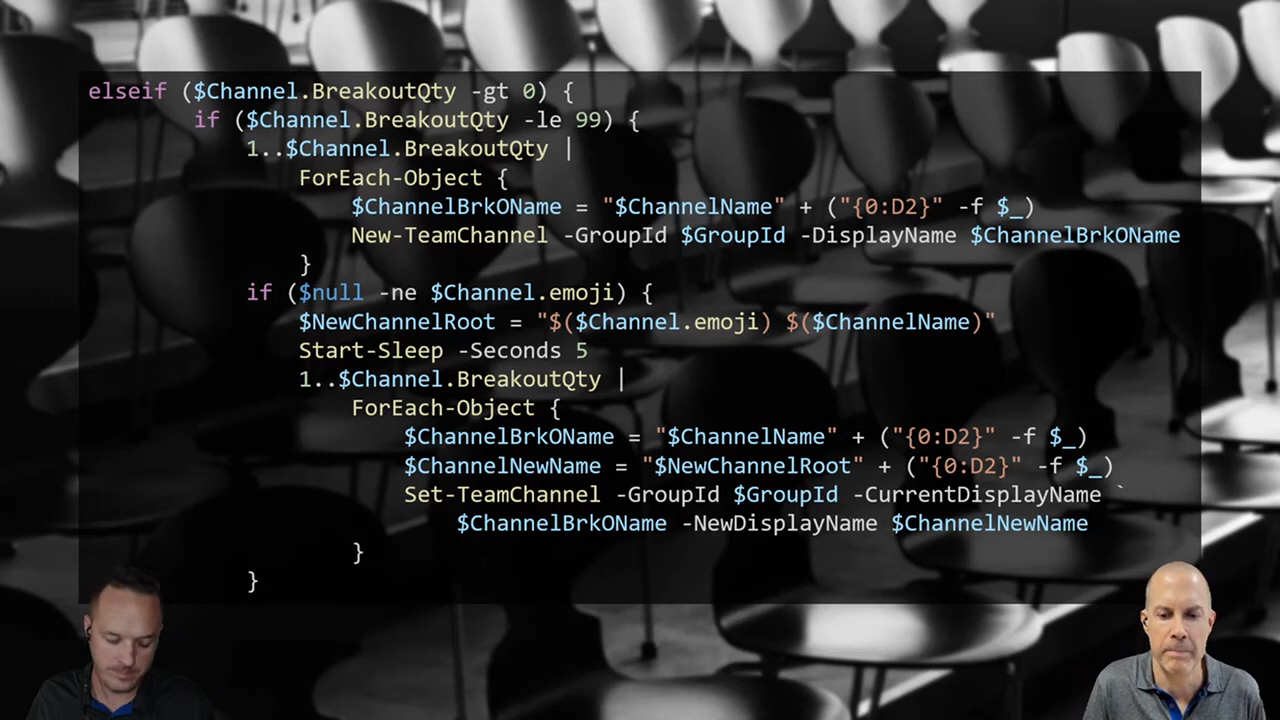 elseif ($Channel.BreakoutQty -gt 0) {
if ($Channel.BreakoutQty -le 99) {
1..$Channel.BreakoutQty |
ForEach-Object {
$ChannelBrkOName = "$ChannelName" + ("{0:D2}" -f $_)
New-TeamChannel -GroupId $GroupId -DisplayName $ChannelBrkOName
}
if ($null -ne $Channel.emoji) {
$NewChannelRoot = "$($Channel.emoji) $($ChannelName)"
Start-Sleep -Seconds 5
1..$Channel.BreakoutQty |
ForEach-Object {
$ChannelBrkOName = "$ChannelName" + ("{0:D2}" -f $_)
$ChannelNewName = "$NewChannelRoot" + ("{0:D2}" -f $_)
Set-TeamChannel -GroupId $GroupId -CurrentDisplayName `
$ChannelBrkOName -NewDisplayName $ChannelNewName
}
}